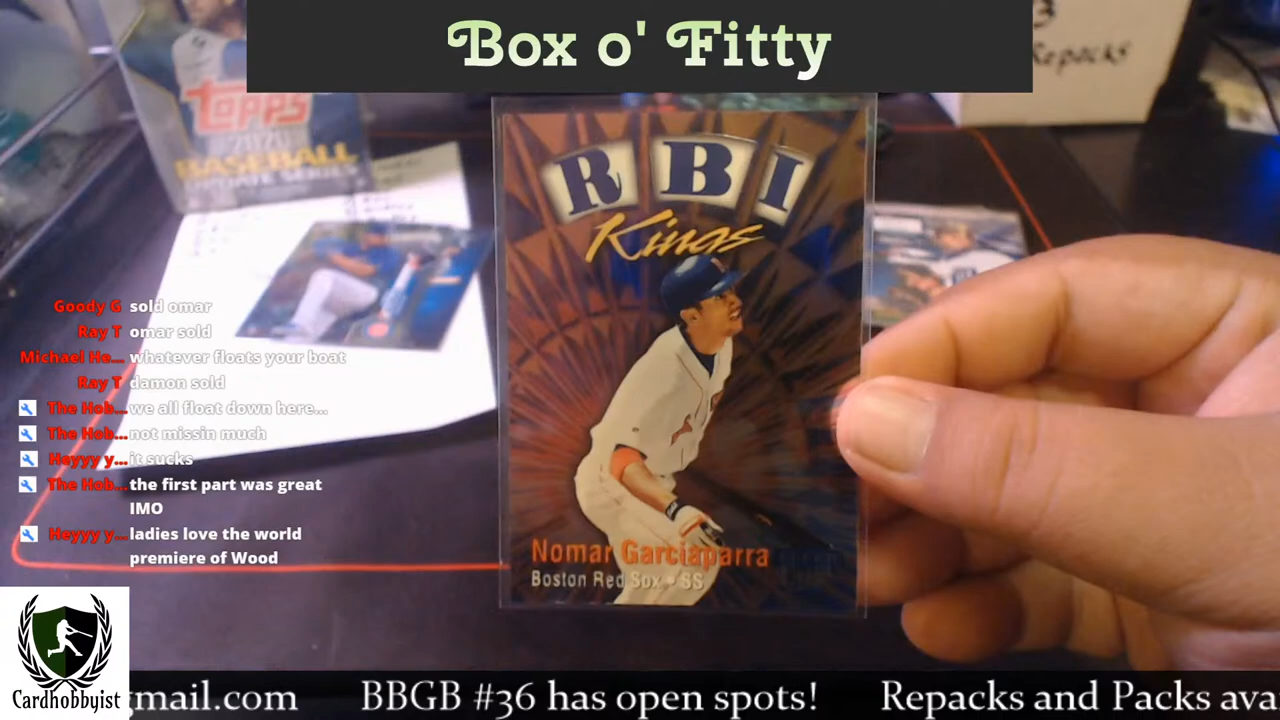 Box o' Fitty
3
Repacks
topps
2020
BASEBALL
UPDATE SERIES
RBI
Kings
Nomar Garciaparra
Boston Red Sox • SS
Goody G sold omar
Ray T omar sold
Michael He... whatever floats your boat
Ray T damon sold
The Hob... we all float down here...
The Hob... not missin much
Heyyy y... it sucks
The Hob... the first part was great
IMO
Heyyy y... ladies love the world
premiere of Wood
Cardhobbyist
gmail.com BBGB #36 has open spots! Repacks and Packs ava